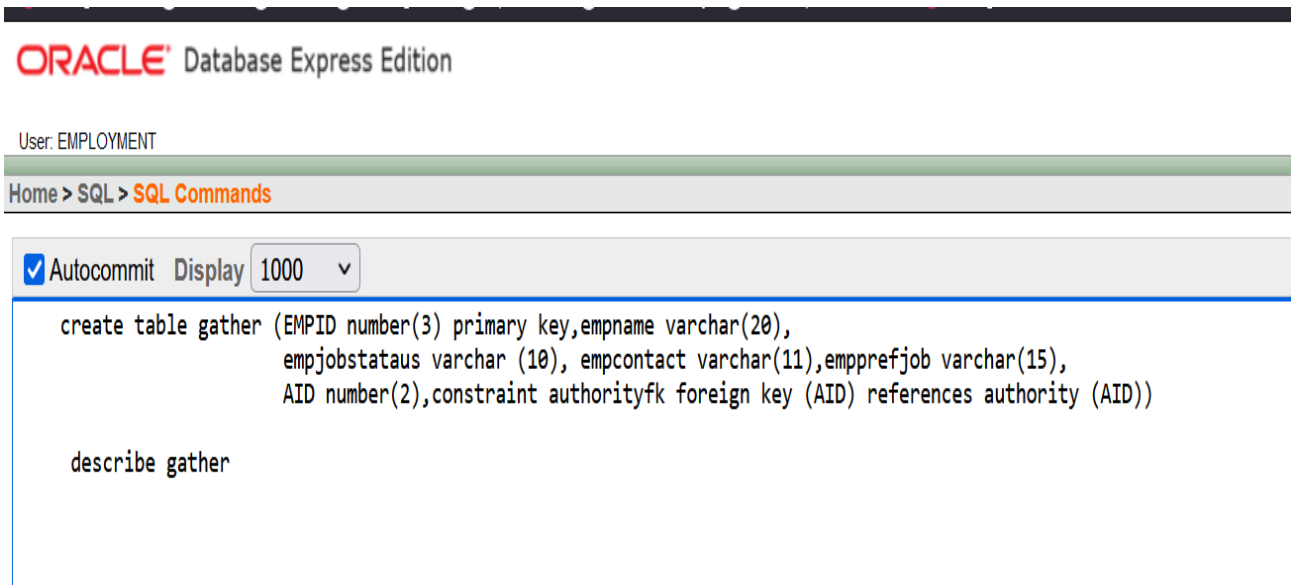 ORACLE Database Express Edition
User: EMPLOYMENT
Home > SQL > SQL Commands
Autocommit Display 1000
create table gather (EMPID number(3) primary key,empname varchar(20),
empjobstataus varchar (10), empcontact varchar(11),empprefjob varchar(15),
AID number(2),constraint authorityfk foreign key (AID) references authority (AID))
describe gather